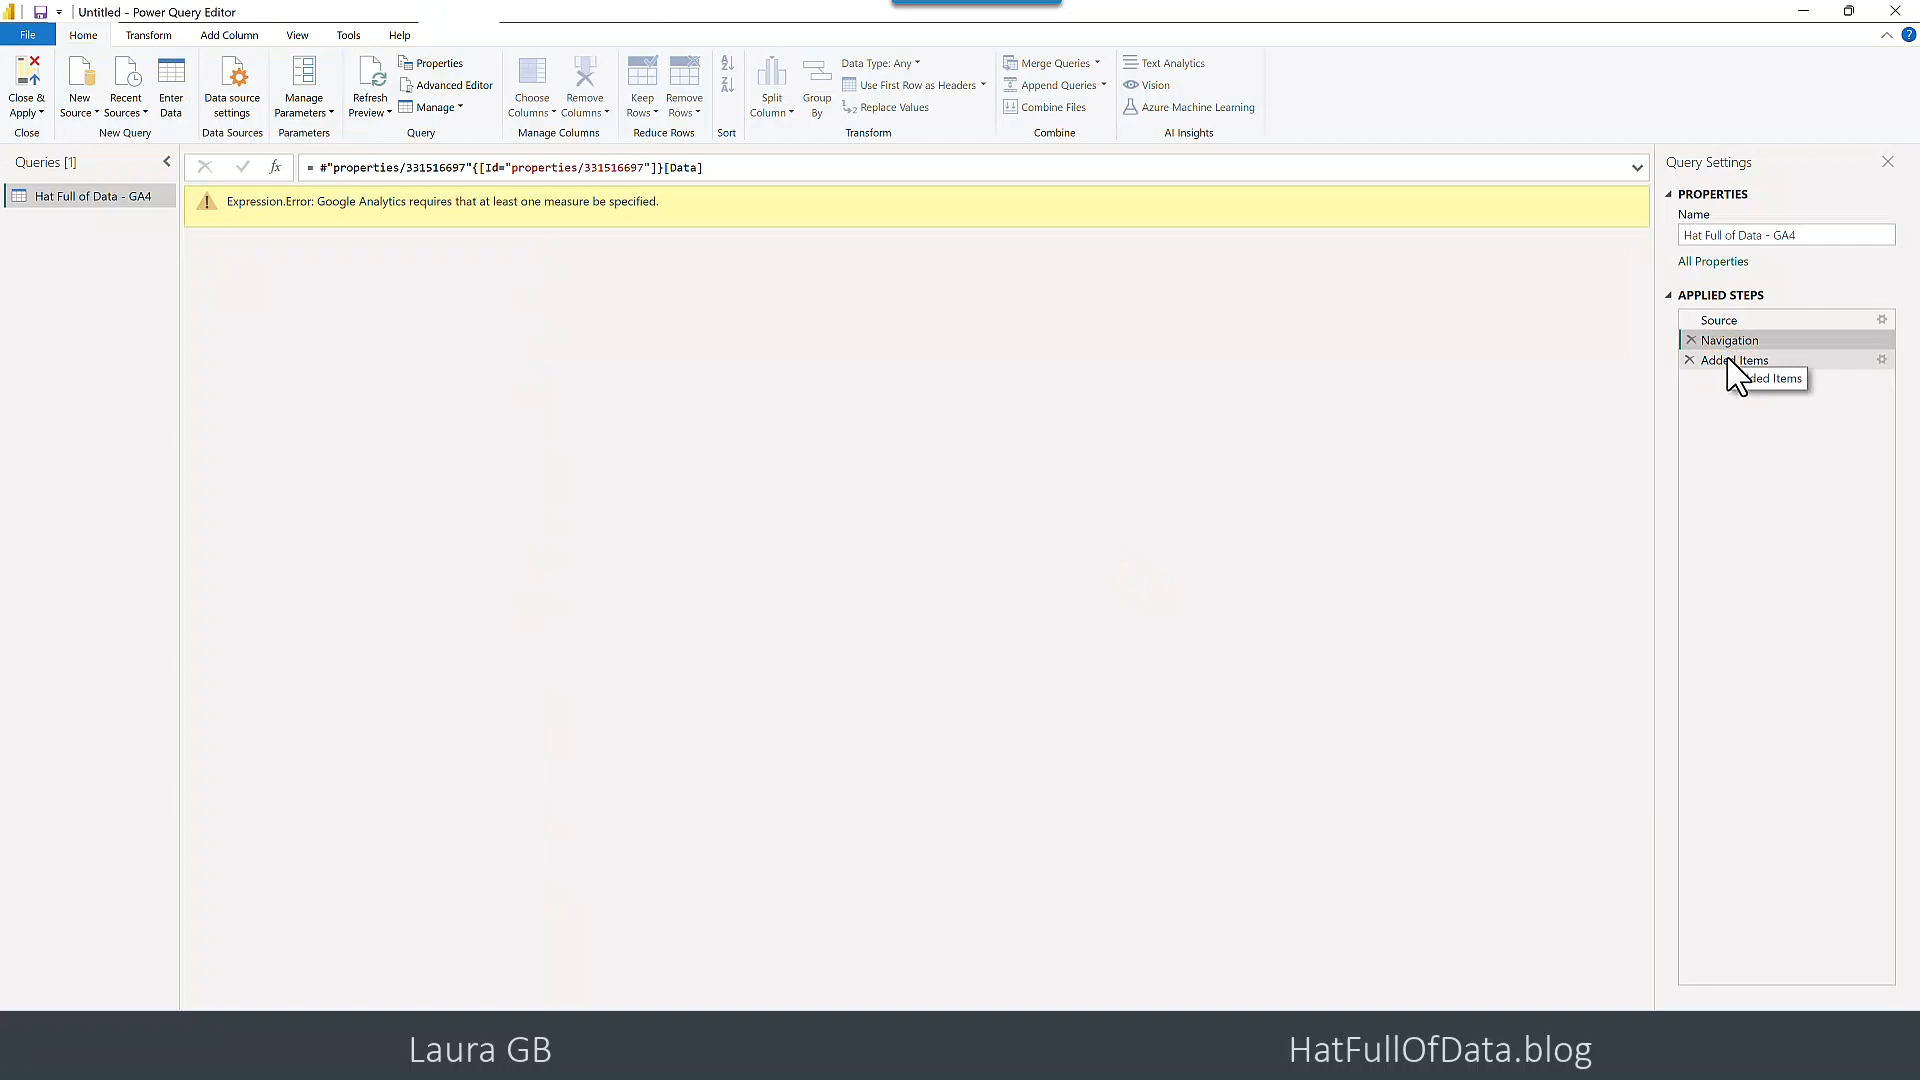 Untitled - Power Query Editor
File Home Transform Add Column View Tools Help
Close & Apply
Close
New Source
Recent Sources
Enter Data
New Query
Data source settings
Data Sources
Manage Parameters
Parameters
Refresh Preview
Properties
Advanced Editor
Manage
Query
Choose Columns
Remove Columns
Manage Columns
Keep Rows
Remove Rows
Reduce Rows
Sort
Split Column
Group By
Data Type: Any
Use First Row as Headers
Replace Values
Transform
Merge Queries
Append Queries
Combine Files
Combine
Text Analytics
Vision
Azure Machine Learning
AI Insights
Queries [1]
Hat Full of Data - GA4
fx
= #"properties/331516697"{[Id="properties/331516697"]}[Data]
Expression.Error: Google Analytics requires that at least one measure be specified.
Query Settings
PROPERTIES
Name
Hat Full of Data - GA4
All Properties
APPLIED STEPS
Source
Navigation
Added Items
Laura GB
HatFullOfData.blog